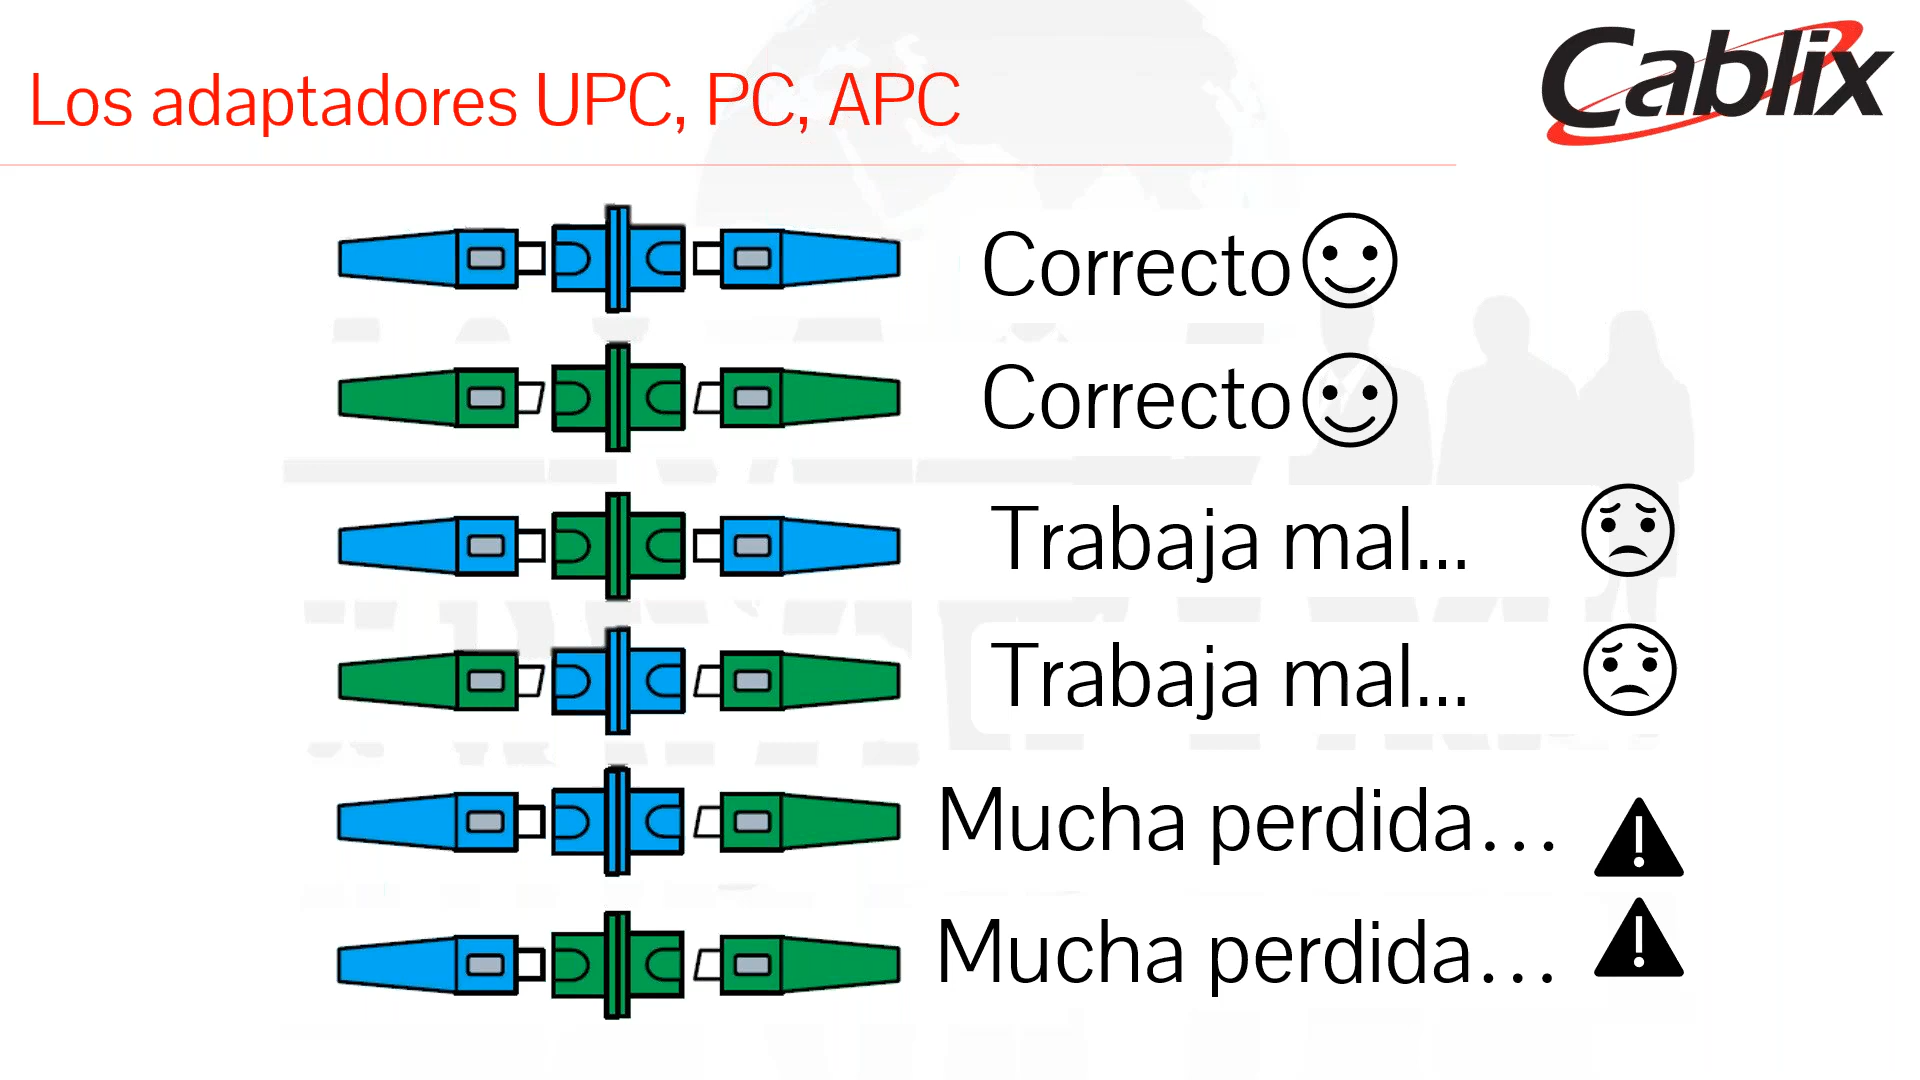 Los adaptadores UPC, PC, APC
Cablix
Correcto
Correcto
Trabaja mal...
Trabaja mal...
Mucha perdida...
Mucha perdida...